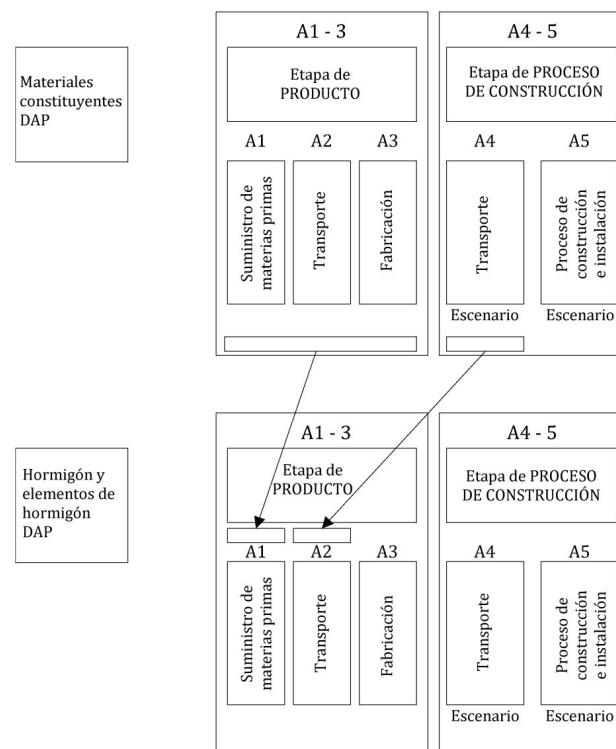 Materiales
constituyentes
DAP
A1 - 3
Etapa de
PRODUCTO
A1
A2
A3
Suministro de
materias primas
Transporte
Fabricación
A4 - 5
Etapa de PROCESO
DE CONSTRUCCIÓN
A4
A5
Transporte
Proceso de
construcción
e instalación
Escenario
Escenario
Hormigón y
elementos de
hormigón
DAP
A1 - 3
Etapa de
PRODUCTO
A1
A2
A3
Suministro de
materias primas
Transporte
Fabricación
A4 - 5
Etapa de PROCESO
DE CONSTRUCCIÓN
A4
A5
Transporte
Proceso de
construcción
e instalación
Escenario
Escenario